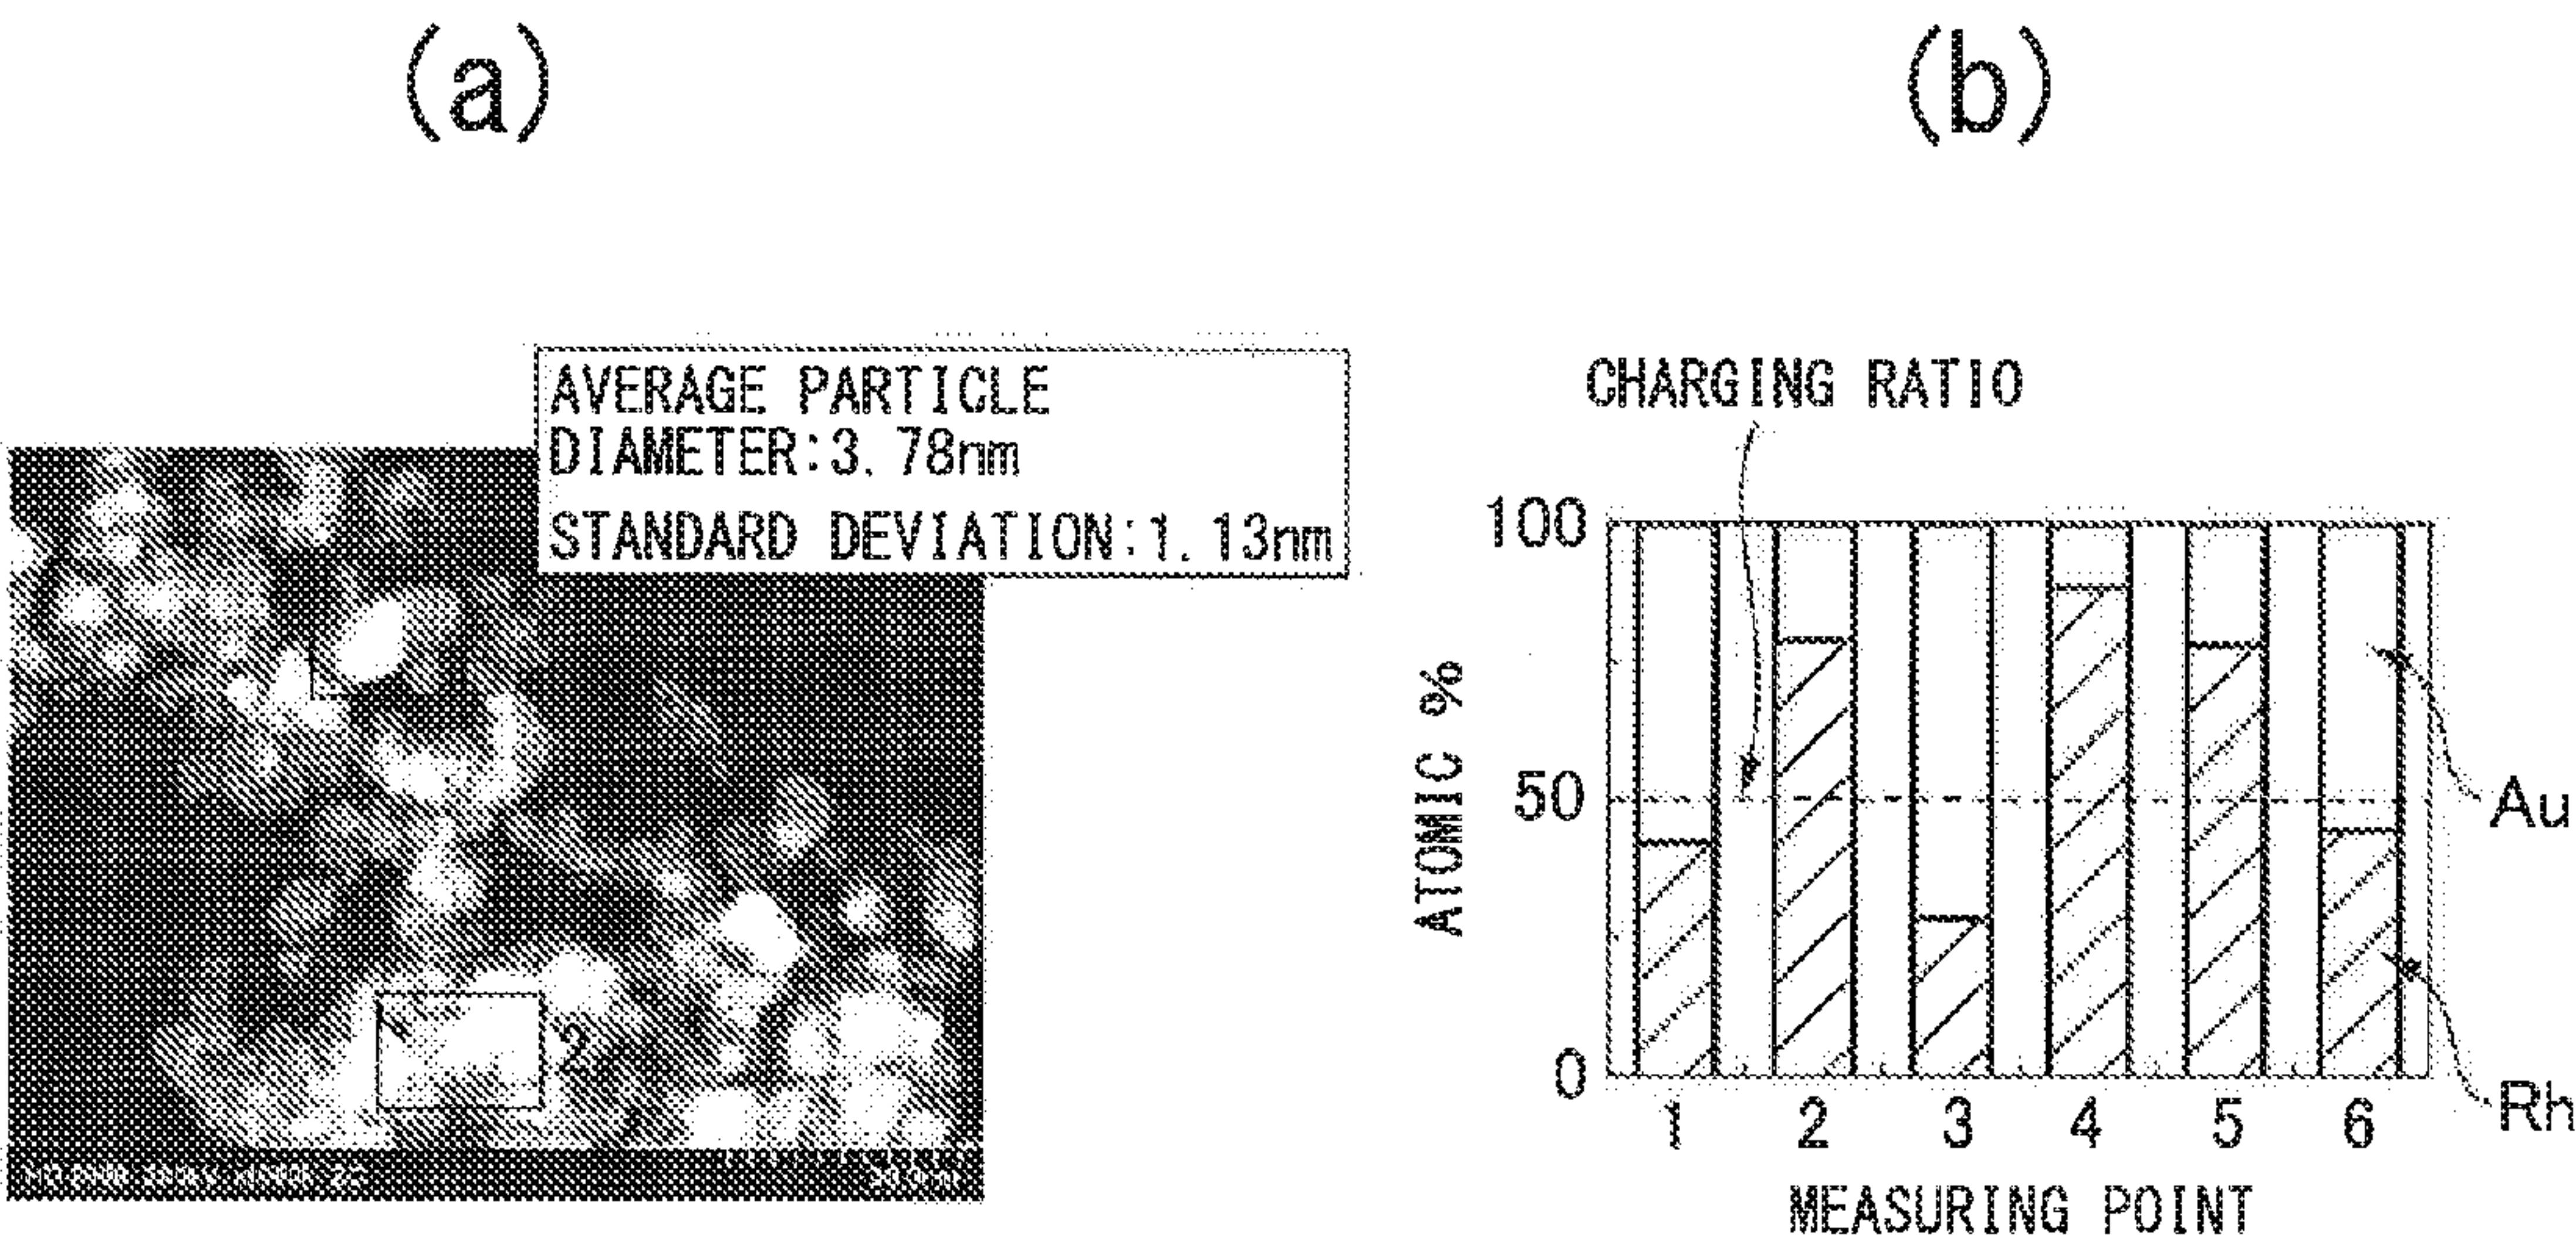 (a)
(b)
AVERAGE PARTICLE
DIAMETER:3.78nm
STANDARD DEVIATION:1.13nm
2
CHARGING RATIO
100
50
0
ATOMIC %
Au
Rh
1 2 3 4 5 6
MEASURING POINT